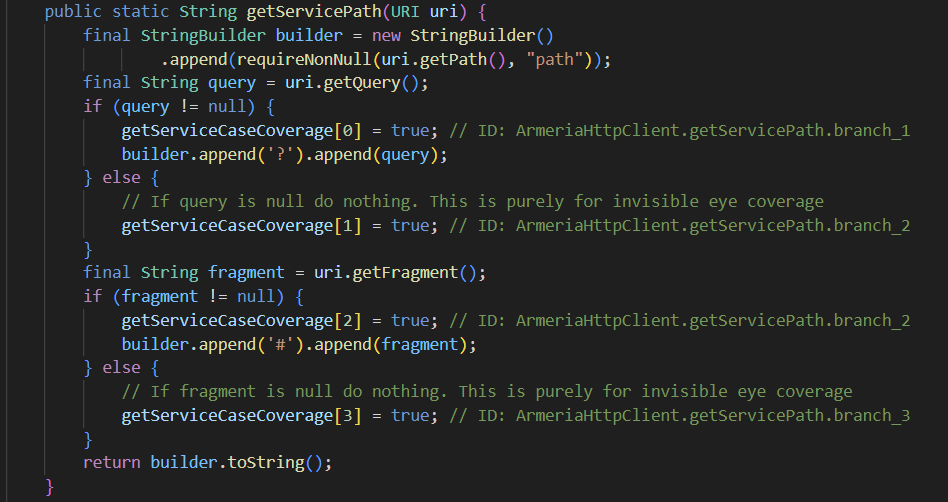 public static String getServicePath(URI uri) {
    final StringBuilder builder = new StringBuilder()
            .append(requireNonNull(uri.getPath(), "path"));
    final String query = uri.getQuery();
    if (query != null) {
        getServiceCaseCoverage[0] = true; // ID: ArmeriaHttpClient.getServicePath.branch_1
        builder.append('?').append(query);
    } else {
        // If query is null do nothing. This is purely for invisible eye coverage
        getServiceCaseCoverage[1] = true; // ID: ArmeriaHttpClient.getServicePath.branch_2
    }
    final String fragment = uri.getFragment();
    if (fragment != null) {
        getServiceCaseCoverage[2] = true; // ID: ArmeriaHttpClient.getServicePath.branch_2
        builder.append('#').append(fragment);
    } else {
        // If fragment is null do nothing. This is purely for invisible eye coverage
        getServiceCaseCoverage[3] = true; // ID: ArmeriaHttpClient.getServicePath.branch_3
    }
    return builder.toString();
}